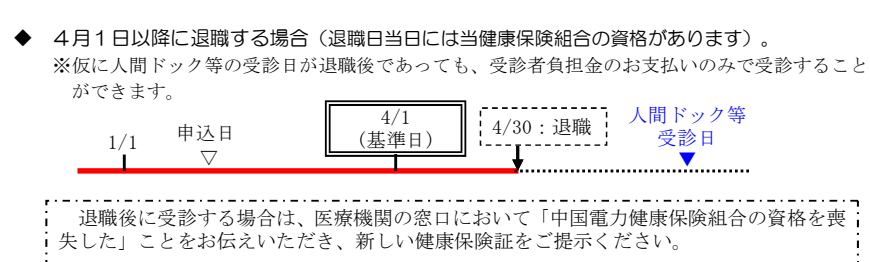 ◆ ４月１日以降に退職する場合（退職日当日には当健康保険組合の資格があります）。
※仮に人間ドック等の受診日が退職後であっても、受診者負担金のお支払いのみで受診すること
ができます。
1/1
申込日
▽
4/1
（基準日）
4/30：退職
人間ドック等
受診日
▼
退職後に受診する場合は、医療機関の窓口において「中国電力健康保険組合の資格を喪
失した」ことをお伝えいただき、新しい健康保険証をご提示ください。